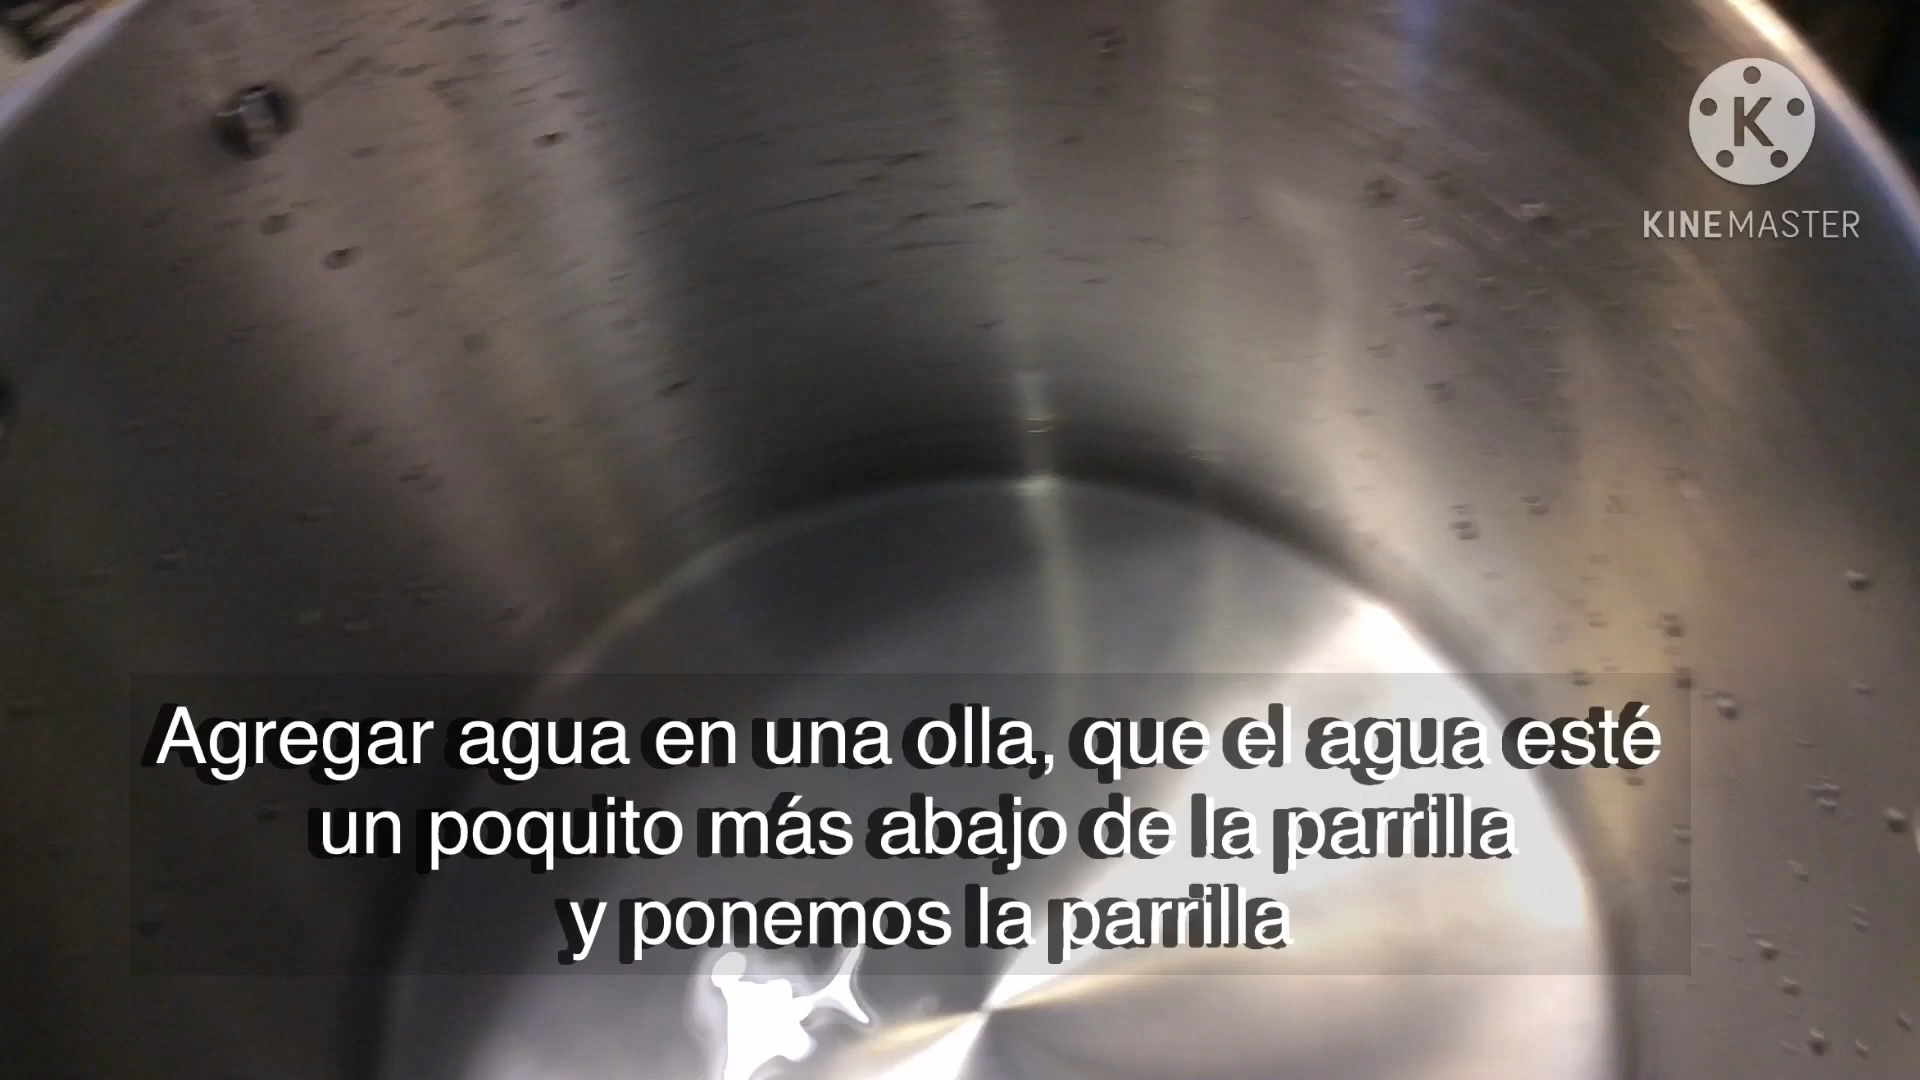 K
KINEMASTER
Agregar agua en una olla, que el agua esté
un poquito más abajo de la parrilla
y ponemos la parrilla